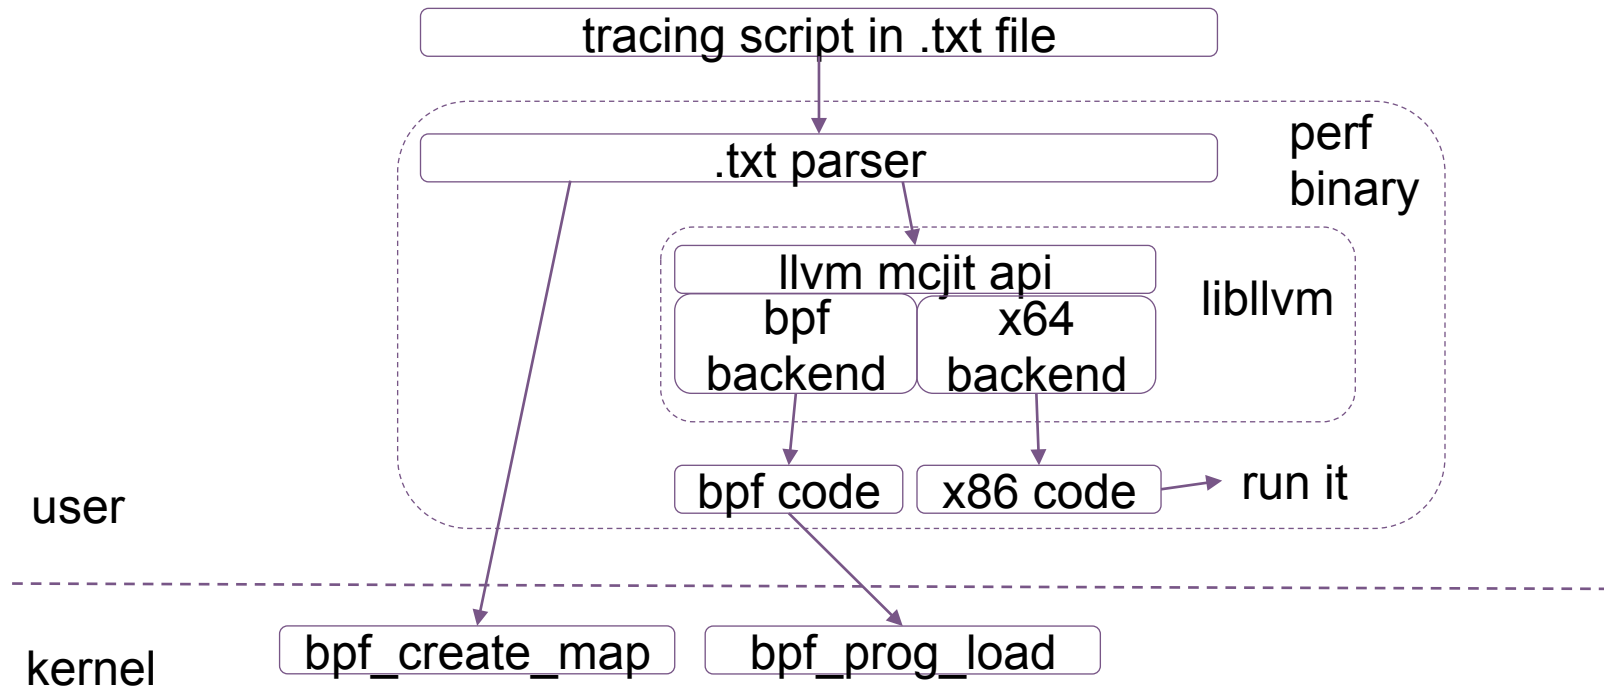 tracing script in .txt file
perf
binary
.txt parser
llvm mcjit api
libllvm
bpf
backend
x64
backend
bpf code
x86 code
run it
user
kernel
bpf_create_map
bpf_prog_load